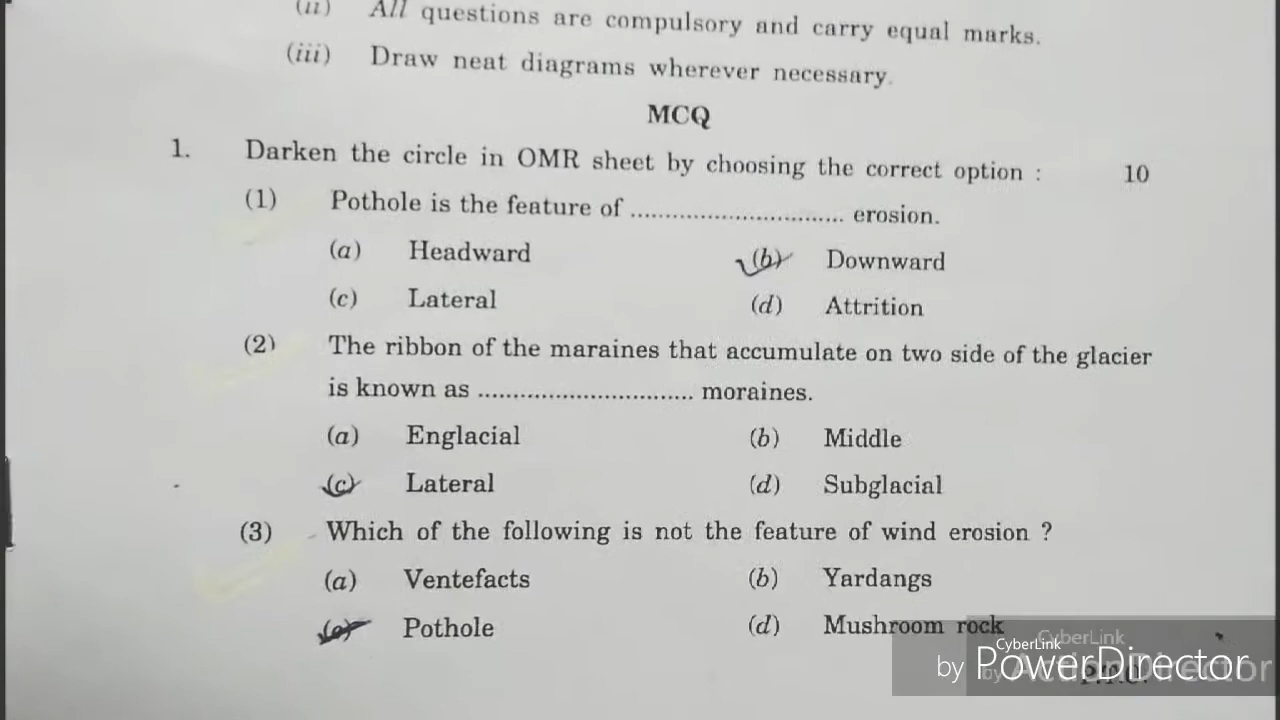 (ii) All questions are compulsory and carry equal marks.
(iii) Draw neat diagrams wherever necessary.
MCQ
1. Darken the circle in OMR sheet by choosing the correct option : 10
(1) Pothole is the feature of ............................... erosion.
(a) Headward (b) Downward
(c) Lateral (d) Attrition
(2) The ribbon of the maraines that accumulate on two side of the glacier
is known as ............................... moraines.
(a) Englacial (b) Middle
(c) Lateral (d) Subglacial
(3) Which of the following is not the feature of wind erosion ?
(a) Ventefacts (b) Yardangs
(c) Pothole (d) Mushroom rock
P.T.O.
CyberLink
by PowerDirector
CyberLink
by ActionDirector